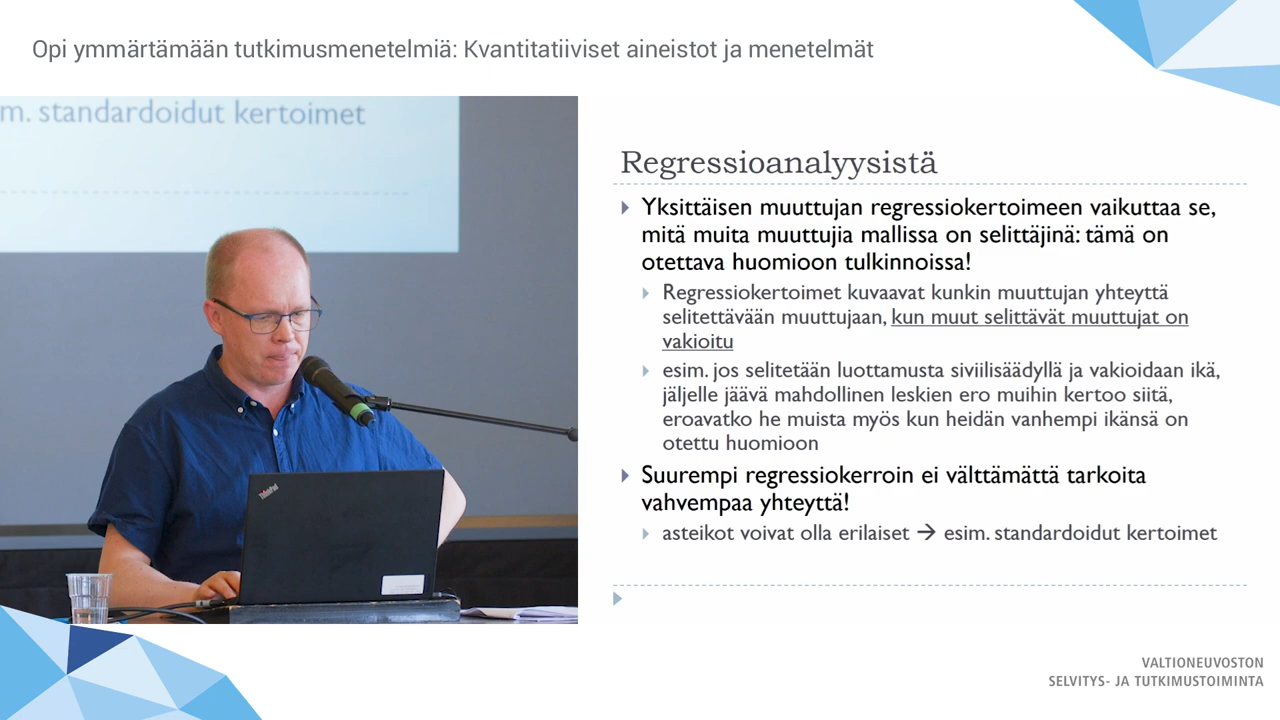 Opi ymmärtämään tutkimusmenetelmiä: Kvantitatiiviset aineistot ja menetelmät
m. standardoidut kertoimet
ThinkPad
Regressioanalyysistä
Yksittäisen muuttujan regressiokertoimeen vaikuttaa se,
mitä muita muuttujia mallissa on selittäjinä: tämä on
otettava huomioon tulkinnoissa!
Regressiokertoimet kuvaavat kunkin muuttujan yhteyttä
selitettävään muuttujaan, kun muut selittävät muuttujat on
vakioitu
esim. jos selitetään luottamusta siviilisäädyllä ja vakioidaan ikä,
jäljelle jäävä mahdollinen leskien ero muihin kertoo siitä,
eroavatko he muista myös kun heidän vanhempi ikänsä on
otettu huomioon
Suurempi regressiokerroin ei välttämättä tarkoita
vahvempaa yhteyttä!
asteikot voivat olla erilaiset → esim. standardoidut kertoimet
VALTIONEUVOSTON
SELVITYS- JA TUTKIMUSTOIMINTA